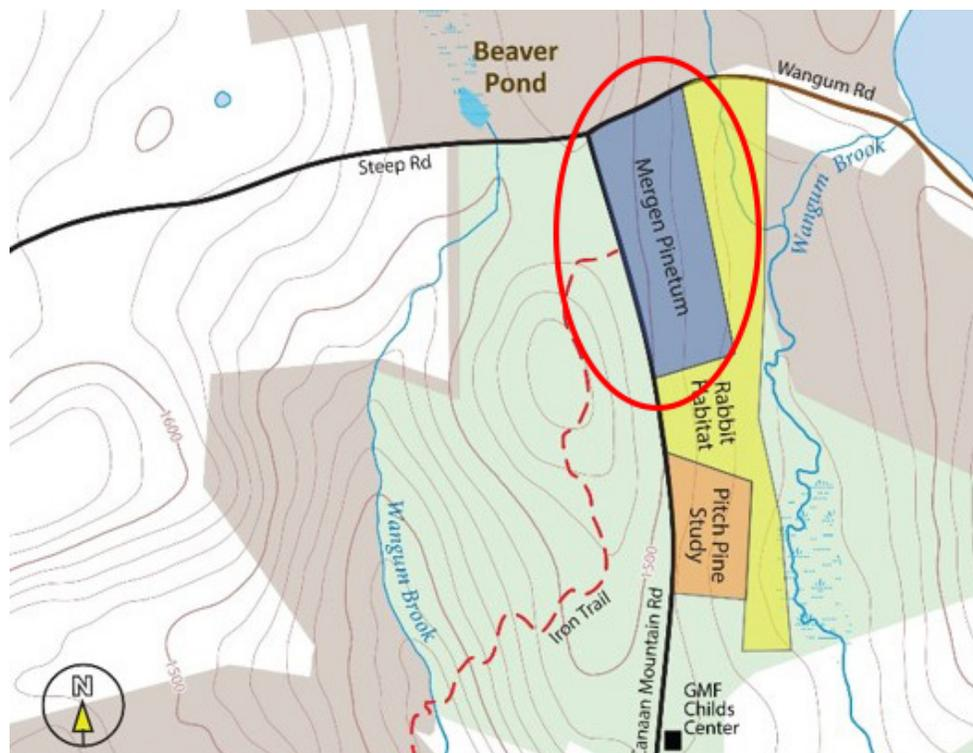 Beaver
Pond
Wangum Rd
Steep Rd
Wangum Brook
Mergen Pinetum
Rabbit
Habitat
1600
Pitch Pine
Study
1500
Wangum Brook
Iron Trail
1500
Canaan Mountain Rd
N
GMF
Childs
Center